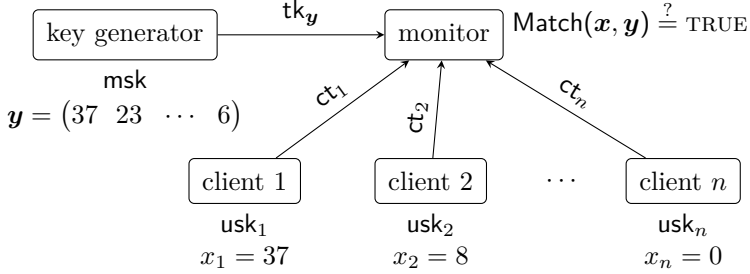 key generator
tk_y
monitor
Match(x, y) ≟ TRUE
msk
y = (37 23 ⋯ 6)
ct_1
ct_2
ct_n
client 1
client 2
⋯
client n
usk_1
usk_2
usk_n
x_1 = 37
x_2 = 8
x_n = 0